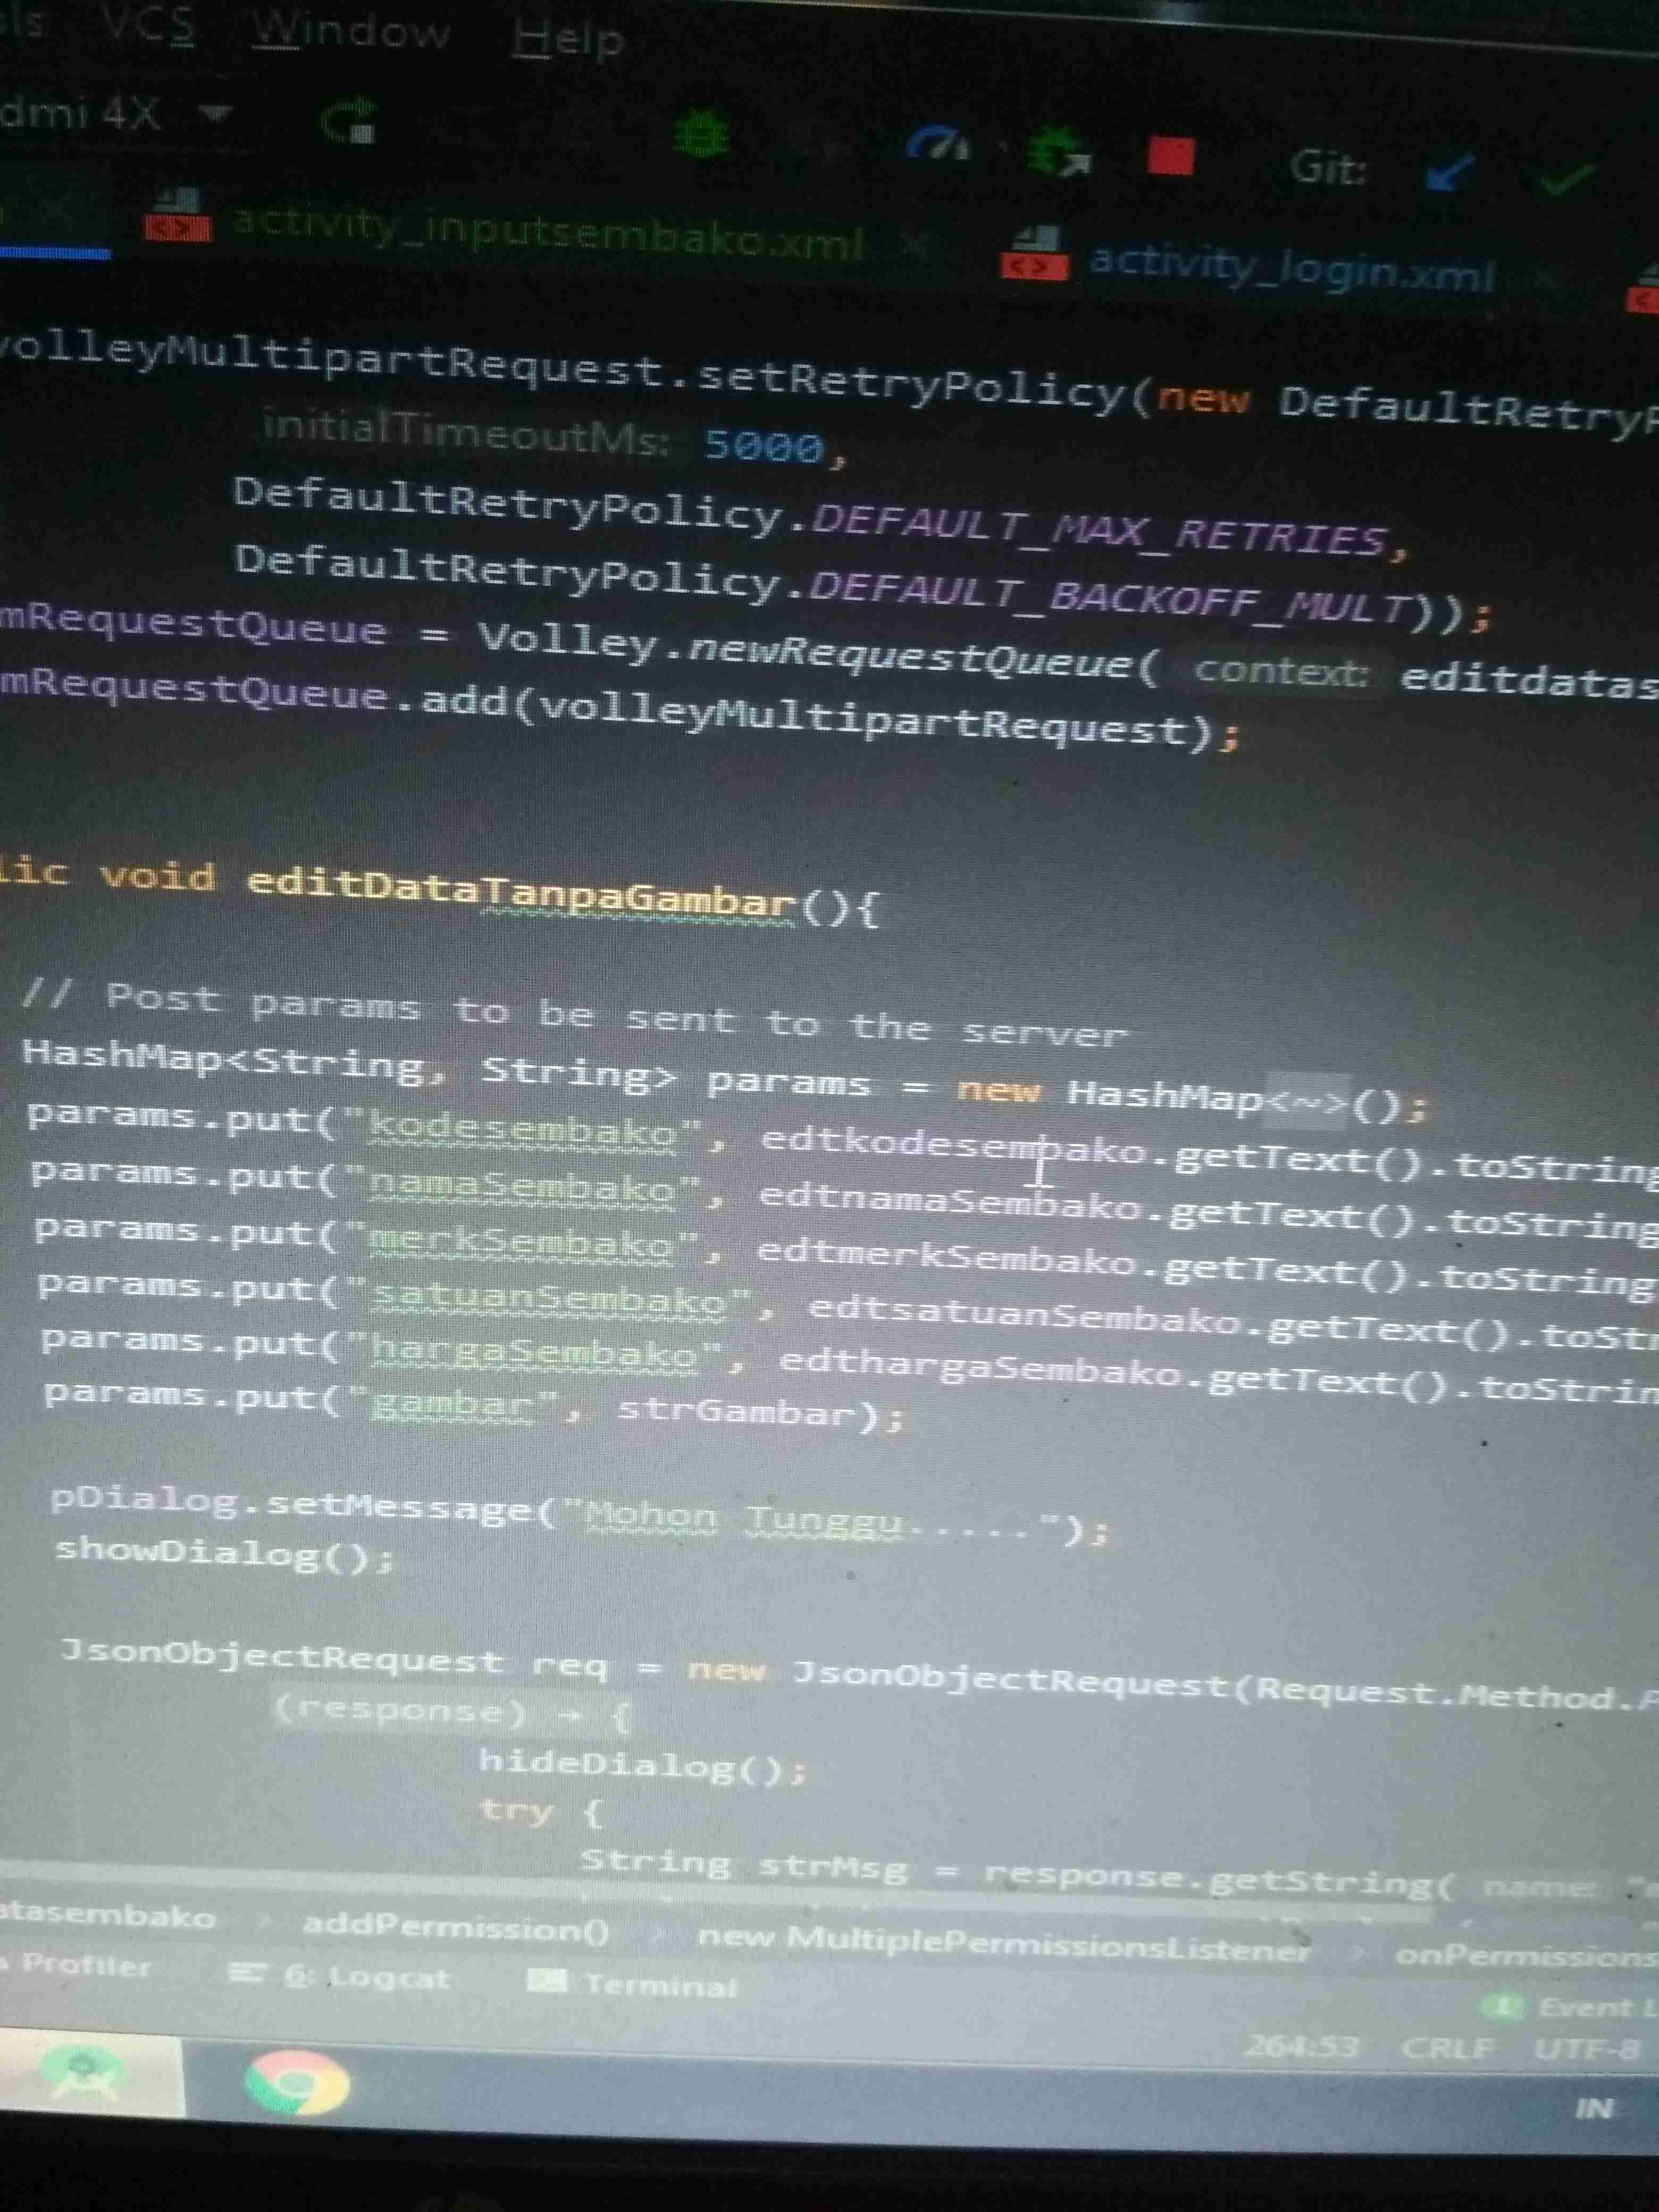 VCS Window Help
dmi 4X Git:
activity_inputsembako.xml activity_login.xml
volleyMultipartRequest.setRetryPolicy(new DefaultRetryP
initialTimeoutMs: 5000,
DefaultRetryPolicy.DEFAULT_MAX_RETRIES,
DefaultRetryPolicy.DEFAULT_BACKOFF_MULT));
mRequestQueue = Volley.newRequestQueue( context: editdatas
mRequestQueue.add(volleyMultipartRequest);
lic void editDataTanpaGambar(){
// Post params to be sent to the server
HashMap<String, String> params = new HashMap<~>();
params.put("kodesembako", edtkodesembako.getText().toString
params.put("namaSembako", edtnamaSembako.getText().toString
params.put("merkSembako", edtmerkSembako.getText().toString
params.put("satuanSembako", edtsatuanSembako.getText().toStr
params.put("hargaSembako", edthargaSembako.getText().toStrin
params.put("gambar", strGambar);
pDialog.setMessage("Mohon Tunggu.....");
showDialog();
JsonObjectRequest req = new JsonObjectRequest(Request.Method.P
(response) → {
hideDialog();
try {
String strMsg = response.getString( name:
atasembako addPermission() new MultiplePermissionsListener onPermissions
Profiler 6: Logcat Terminal
1 Event L
264:53 CRLF UTF-8
IN